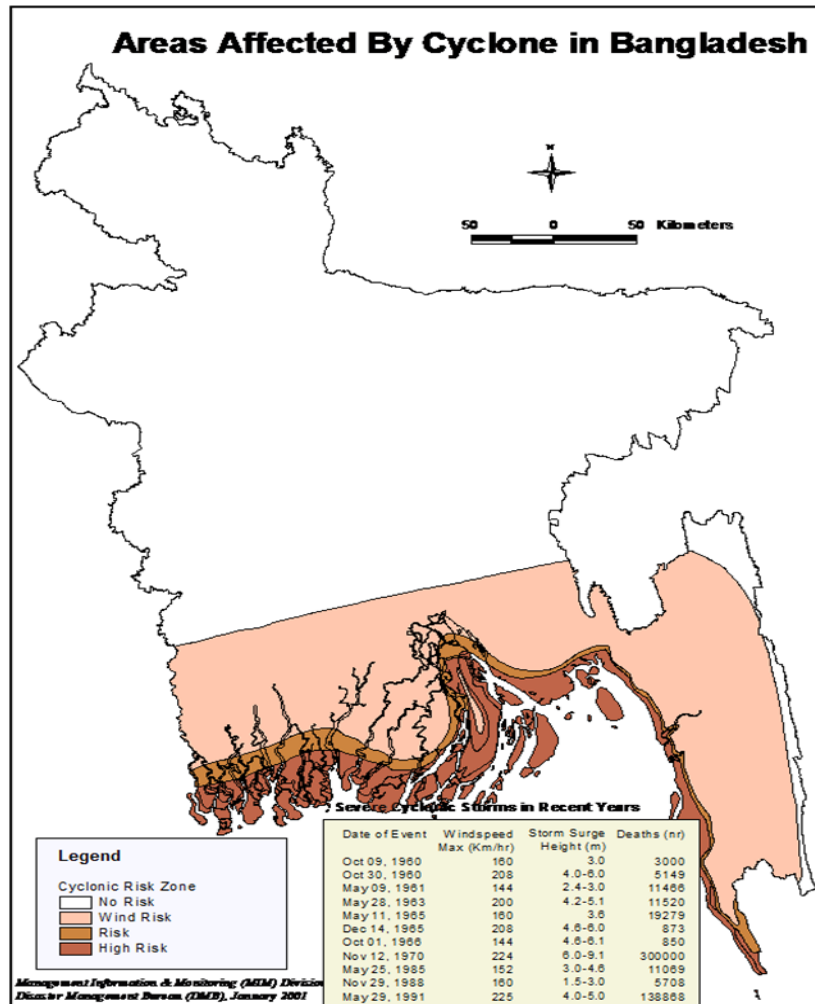 Areas Affected By Cyclone in Bangladesh
N
50 0 50 Kilometers
Severe Cyclonic Storms in Recent Years
Date of Event Windspeed Max (Km/hr) Storm Surge Height (m) Deaths (nr)
Oct 09, 1960 160 3.0 3000
Oct 30, 1960 208 4.0-6.0 5149
May 09, 1961 144 2.4-3.0 11466
May 28, 1963 200 4.2-5.1 11520
May 11, 1965 160 3.6 19279
Dec 14, 1965 208 4.6-6.0 873
Oct 01, 1966 144 4.6-6.1 850
Nov 12, 1970 224 6.0-9.1 300000
May 25, 1985 152 3.0-4.6 11069
Nov 29, 1988 160 1.5-3.0 5708
May 29, 1991 225 4.0-5.0 138868
Legend
Cyclonic Risk Zone
No Risk
Wind Risk
Risk
High Risk
Management Information & Monitoring (MIM) Division
Disaster Management Bureau (DMB), January 2001